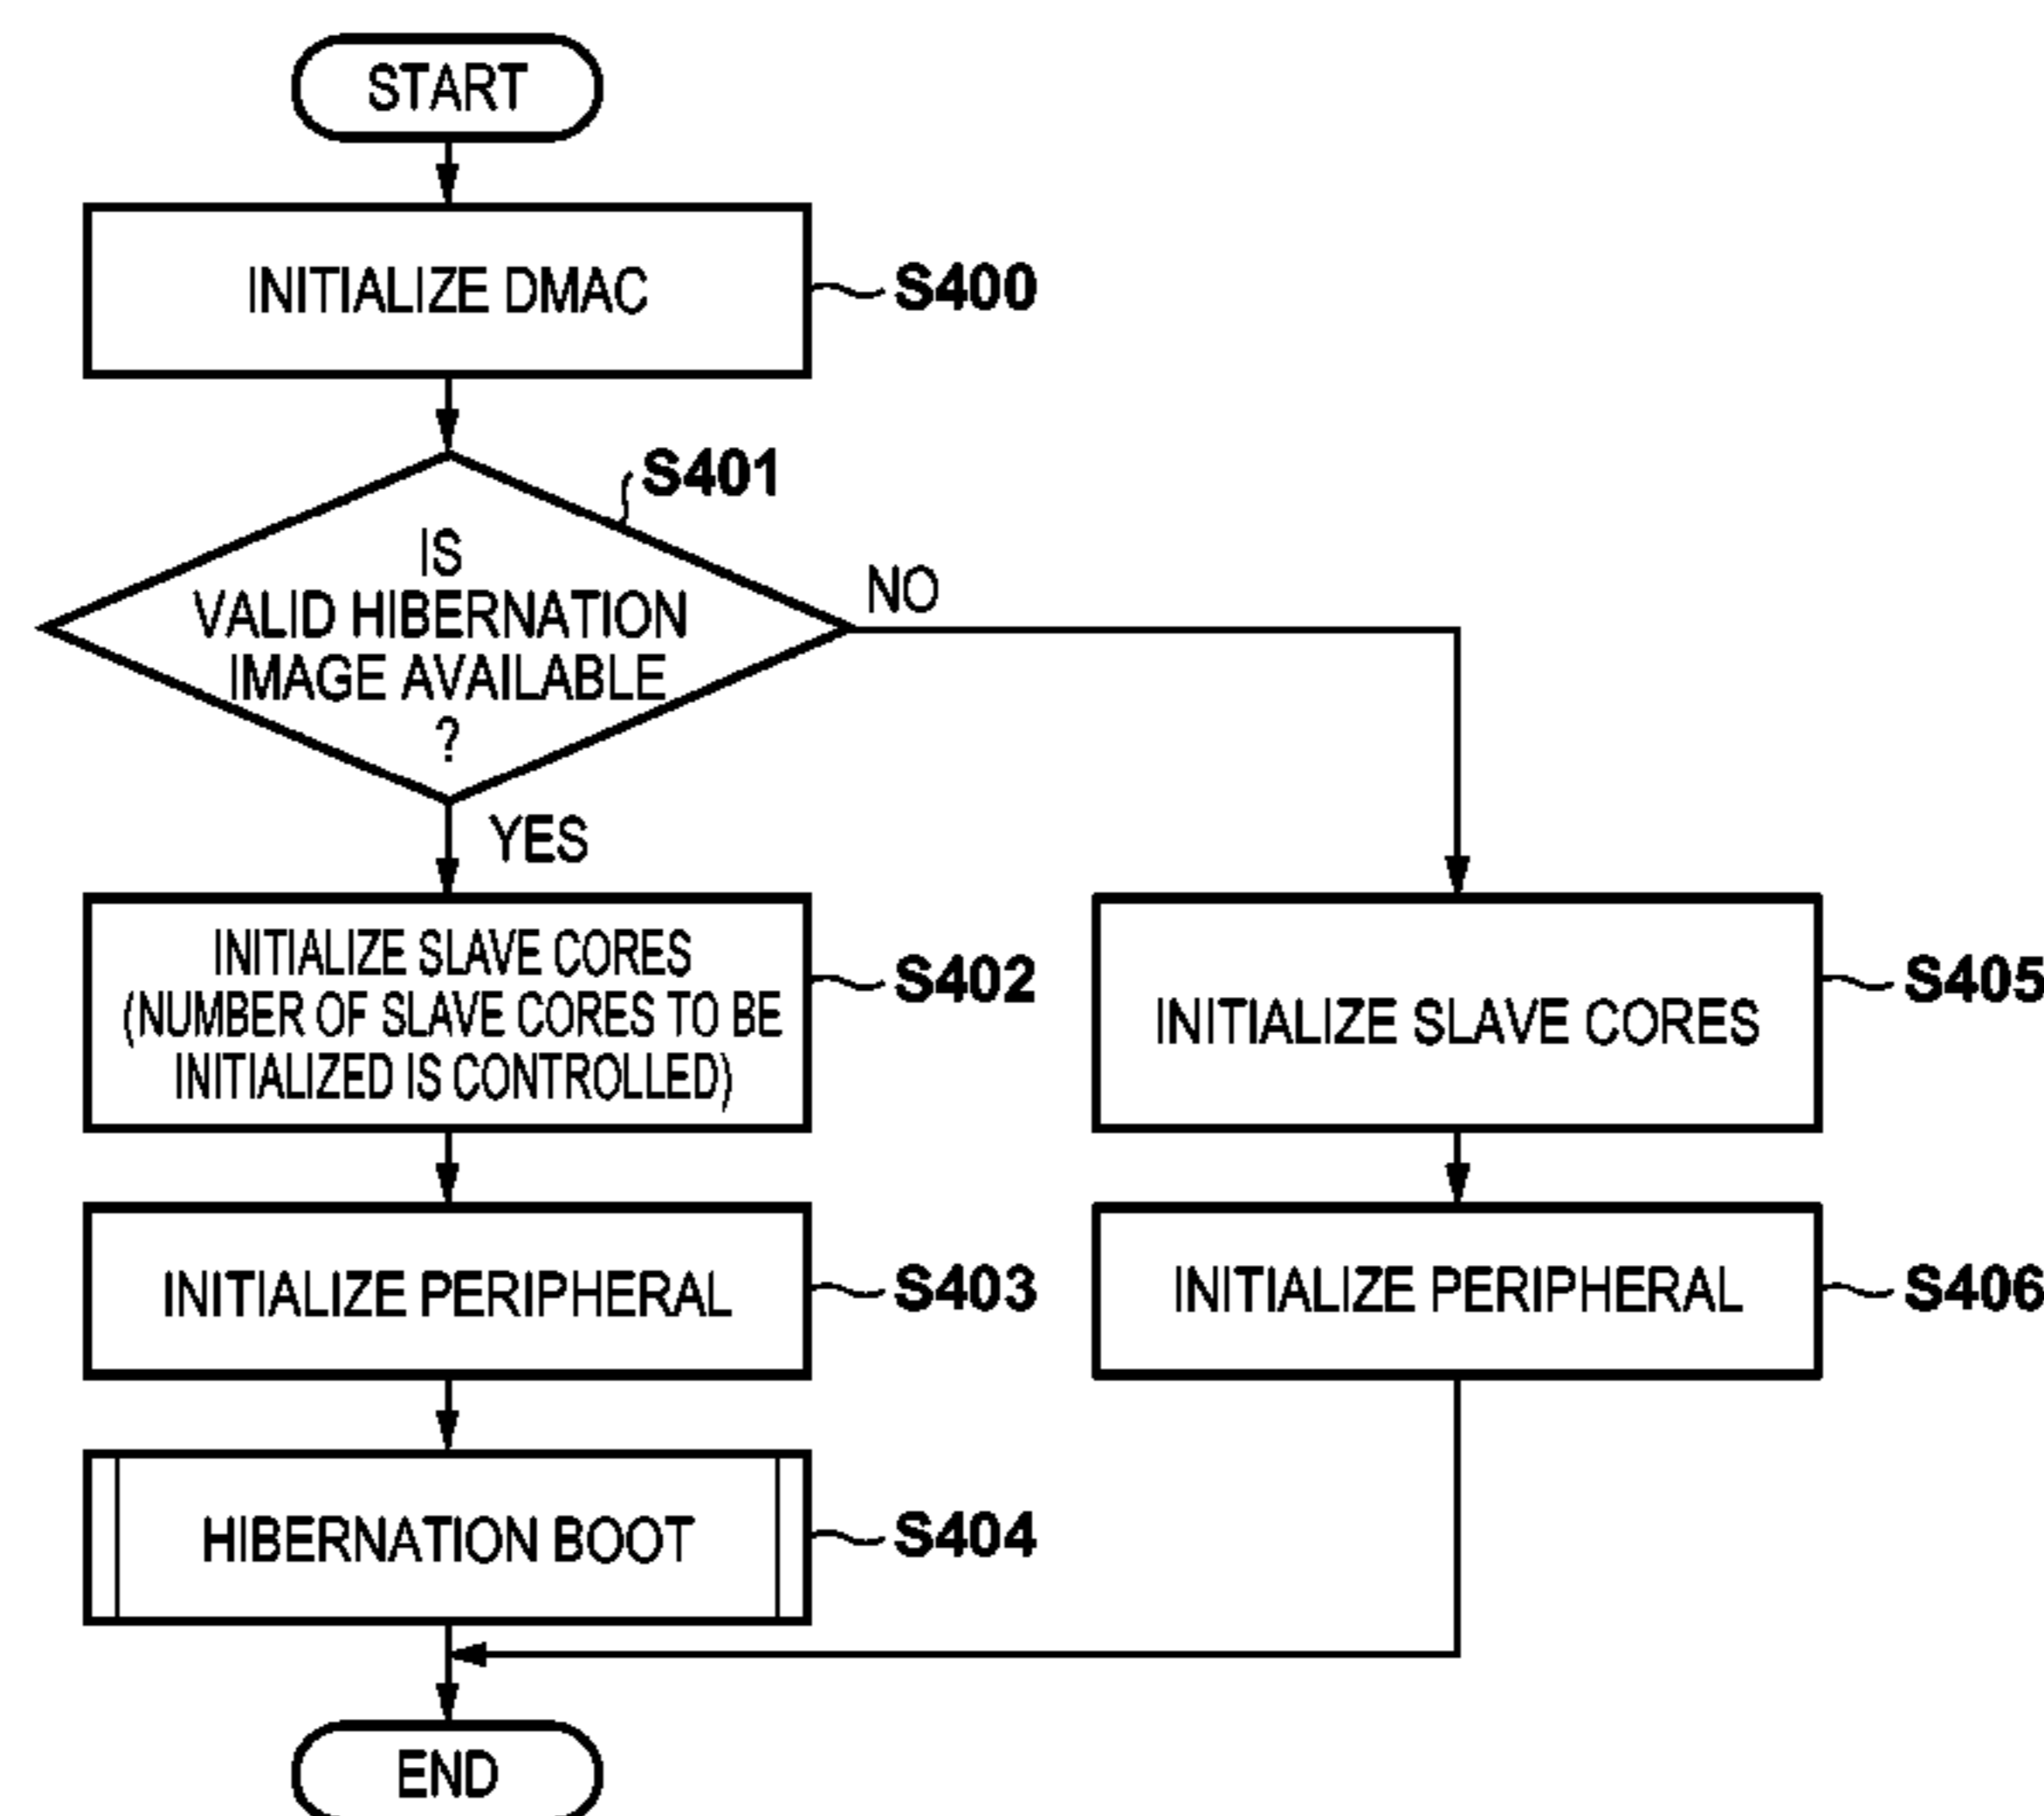 START
INITIALIZE DMAC
S400
S401
IS
VALID HIBERNATION
IMAGE AVAILABLE
?
NO
YES
INITIALIZE SLAVE CORES
(NUMBER OF SLAVE CORES TO BE
INITIALIZED IS CONTROLLED)
S402
INITIALIZE SLAVE CORES
S405
INITIALIZE PERIPHERAL
S403
INITIALIZE PERIPHERAL
S406
HIBERNATION BOOT
S404
END